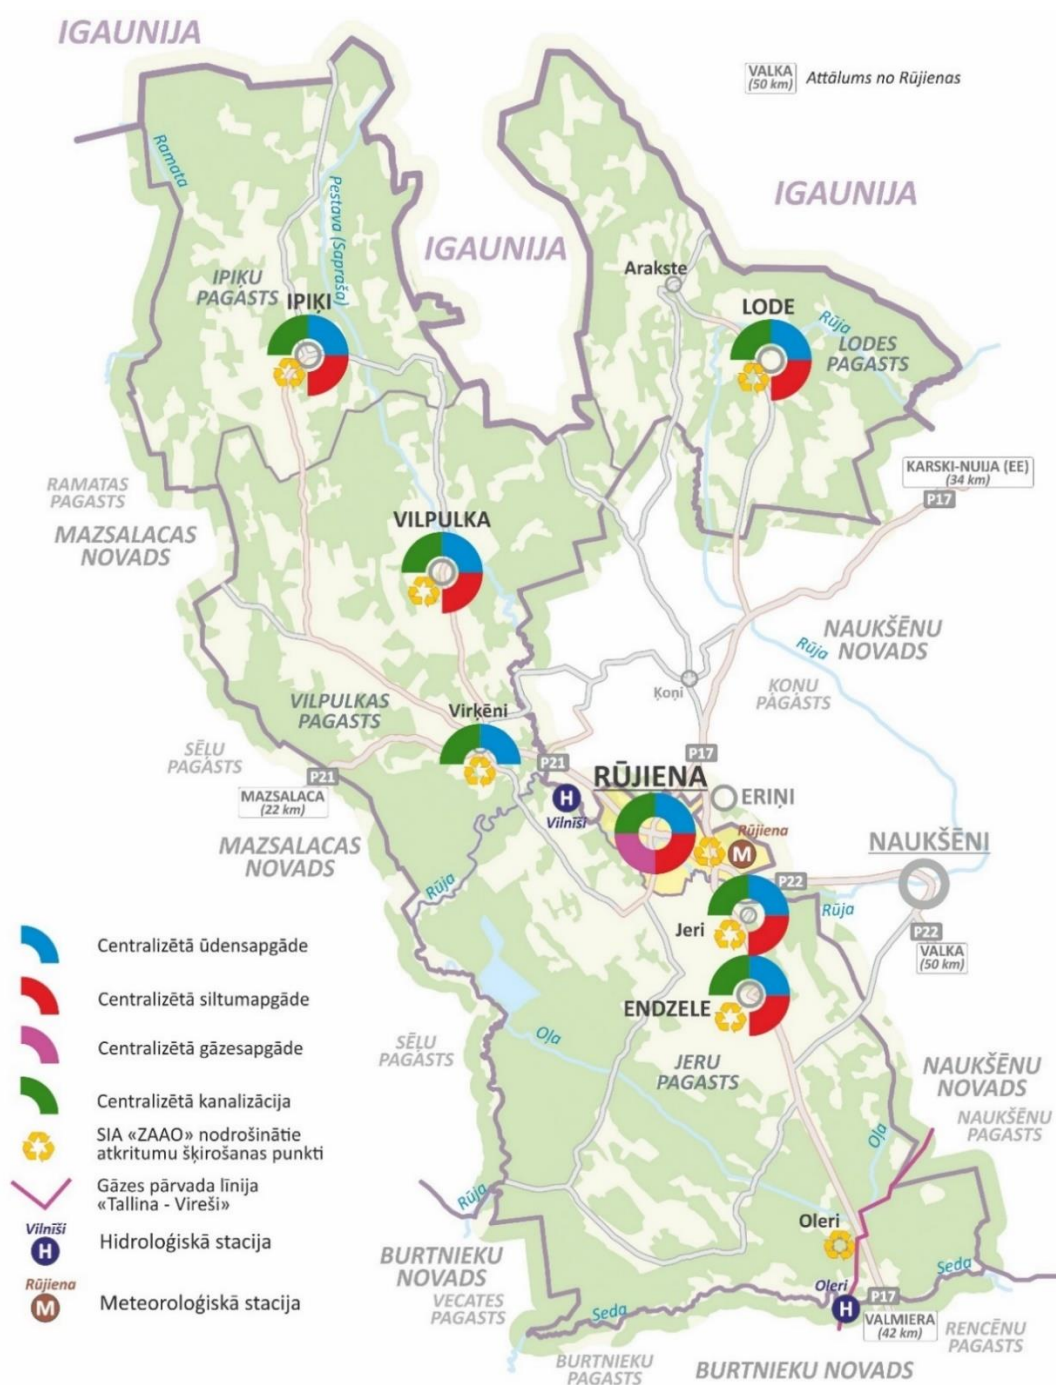 IGAUNIJA
VALKA
(50 km)
Attālums no Rūjienas
Ramata
Pestava (Sapraša)
IGAUNIJA
IGAUNIJA
Arakste
IPIĶU
PAGASTS
IPIĶI
LODE
Rūja
LODES
PAGASTS
KARSKI-NUIJA (EE)
(34 km)
P17
RAMATAS
PAGASTS
MAZSALACAS
NOVADS
VILPULKA
NAUKŠĒNU
NOVADS
Rūja
Ķoņi
KOŅU
PAGASTS
VILPULKAS
PAGASTS
Virķēni
SĒĻU
PAGASTS
P21
MAZSALACA
(22 km)
P21
P17
RŪJIENA
H
Vilnīši
ERIŅI
Rūjiena
M
MAZSALACAS
NOVADS
NAUKŠĒNI
Rūja
P22
Rūja
Jeri
P22
VALKA
(50 km)
Centralizētā ūdensapgāde
Centralizētā siltumapgāde
Centralizētā gāzesapgāde
Centralizētā kanalizācija
SIA «ZAAO» nodrošinātie
atkritumu šķirošanas punkti
Gāzes pārvada līnija
«Tallina - Vireši»
Vilnīši
H
Hidroloģiskā stacija
Rūjiena
M
Meteoroloģiskā stacija
ENDZELE
SĒĻU
PAGASTS
Oļa
JERU
PAGASTS
NAUKŠĒNU
NOVADS
NAUKŠĒNU
PAGASTS
Oļa
Rūja
Oleri
BURTNIEKU
NOVADS
VECATES
PAGASTS
Seda
Oleri
H
P17
VALMIERA
(42 km)
Seda
RENCĒNU
PAGASTS
BURTNIEKU
PAGASTS
BURTNIEKU NOVADS